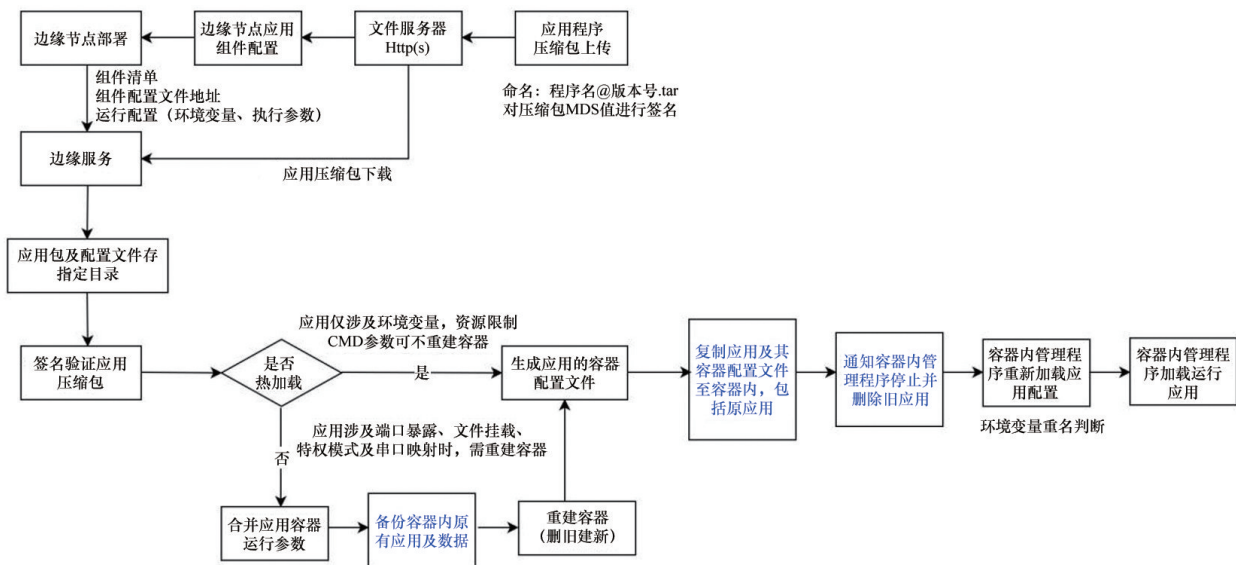 边缘节点部署
边缘节点应用
组件配置
文件服务器
Http(s)
应用程序
压缩包上传
组件清单
组件配置文件地址
运行配置（环境变量、执行参数）
命名：程序名@版本号.tar
对压缩包MDS值进行签名
边缘服务
应用压缩包下载
应用包及配置文件存
指定目录
签名验证应用
压缩包
是否
热加载
应用仅涉及环境变量，资源限制
CMD参数可不重建容器
是
生成应用的容器
配置文件
复制应用及其
容器配置文件
至容器内，包
括原应用
通知容器内管
理程序停止并
删除旧应用
容器内管理程
序重新加载应
用配置
环境变量重名判断
容器内管理程
序加载运行
应用
应用涉及端口暴露、文件挂载、
特权模式及串口映射时，需重建容器
否
合并应用容器
运行参数
备份容器内原
有应用及数据
重建容器
（删旧建新）